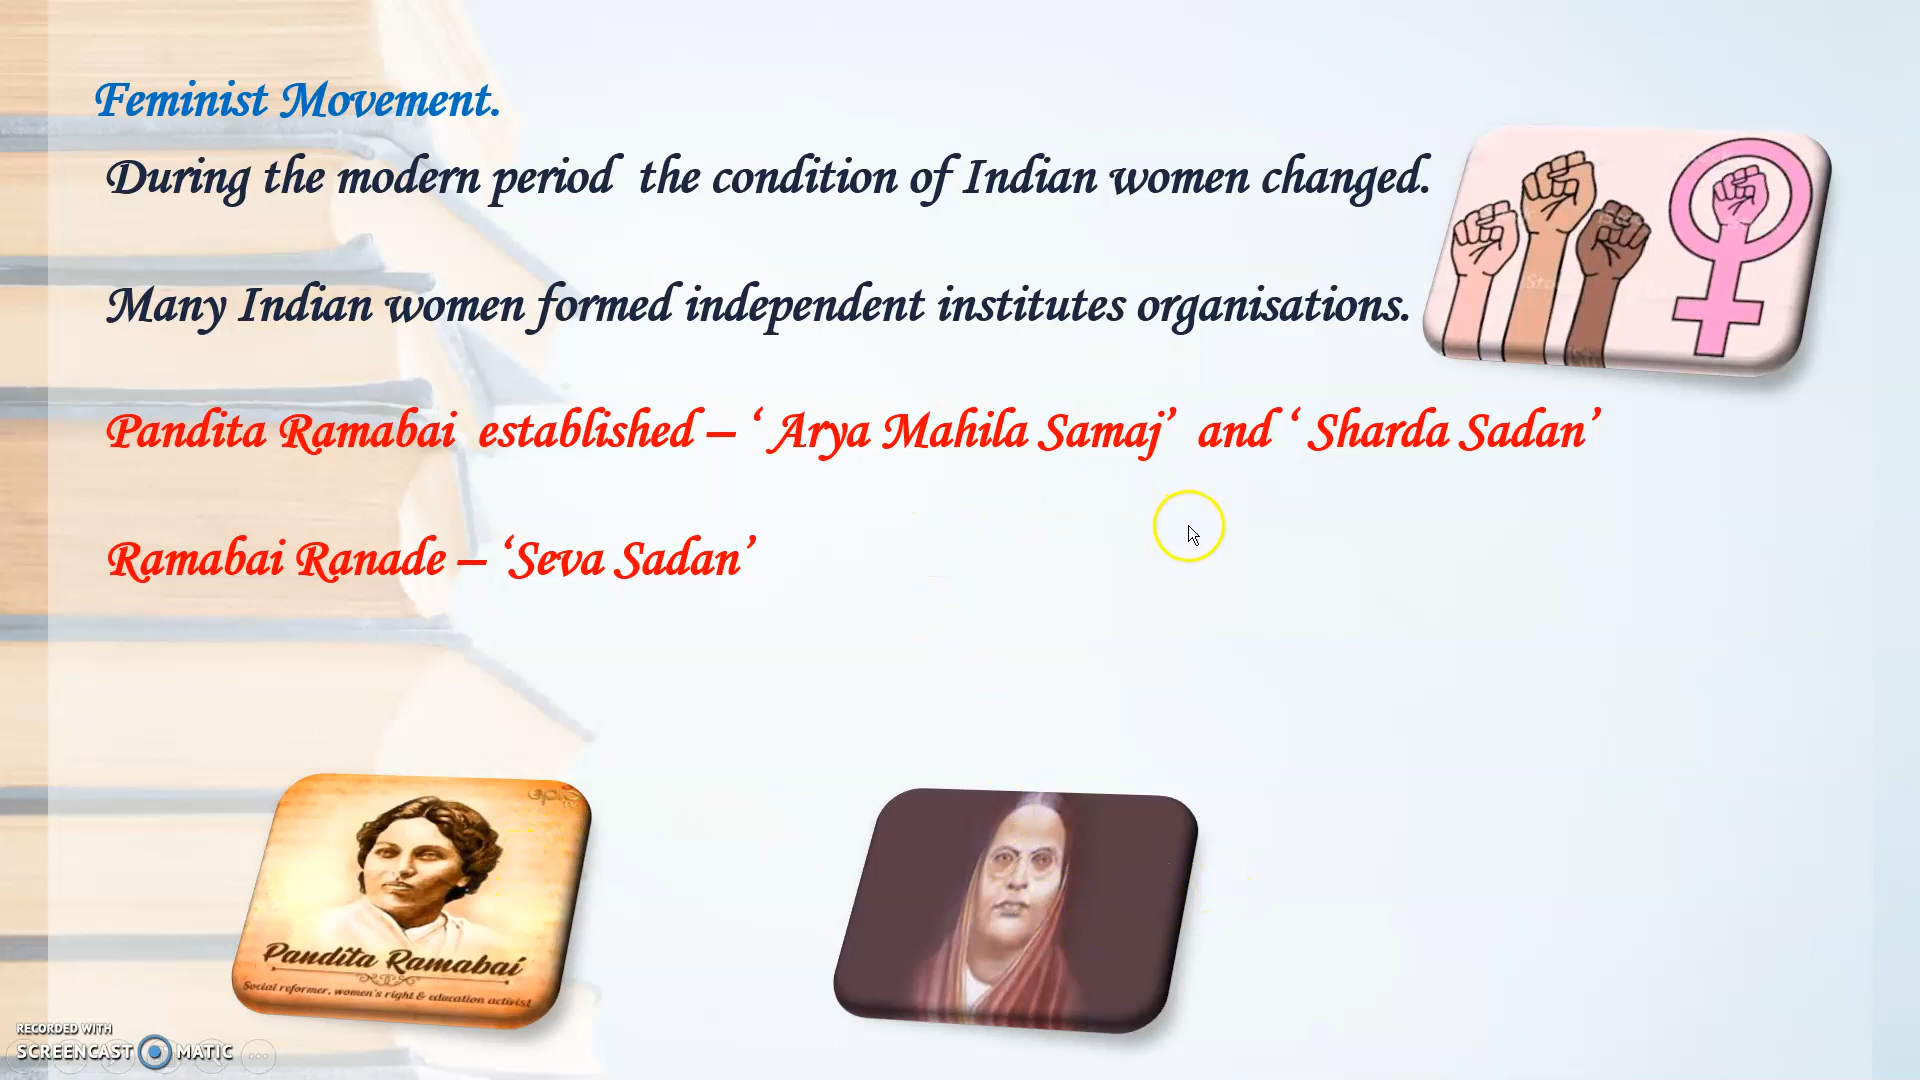 Feminist Movement.
During the modern period the condition of Indian women changed.
Many Indian women formed independent institutes organisations.
Pandita Ramabai established – ‘ Arya Mahila Samaj’ and ‘ Sharda Sadan’
Ramabai Ranade – ‘Seva Sadan’
epic
Pandita Ramabai
Social reformer, women's right & education activist
RECORDED WITH
SCREENCAST MATIC